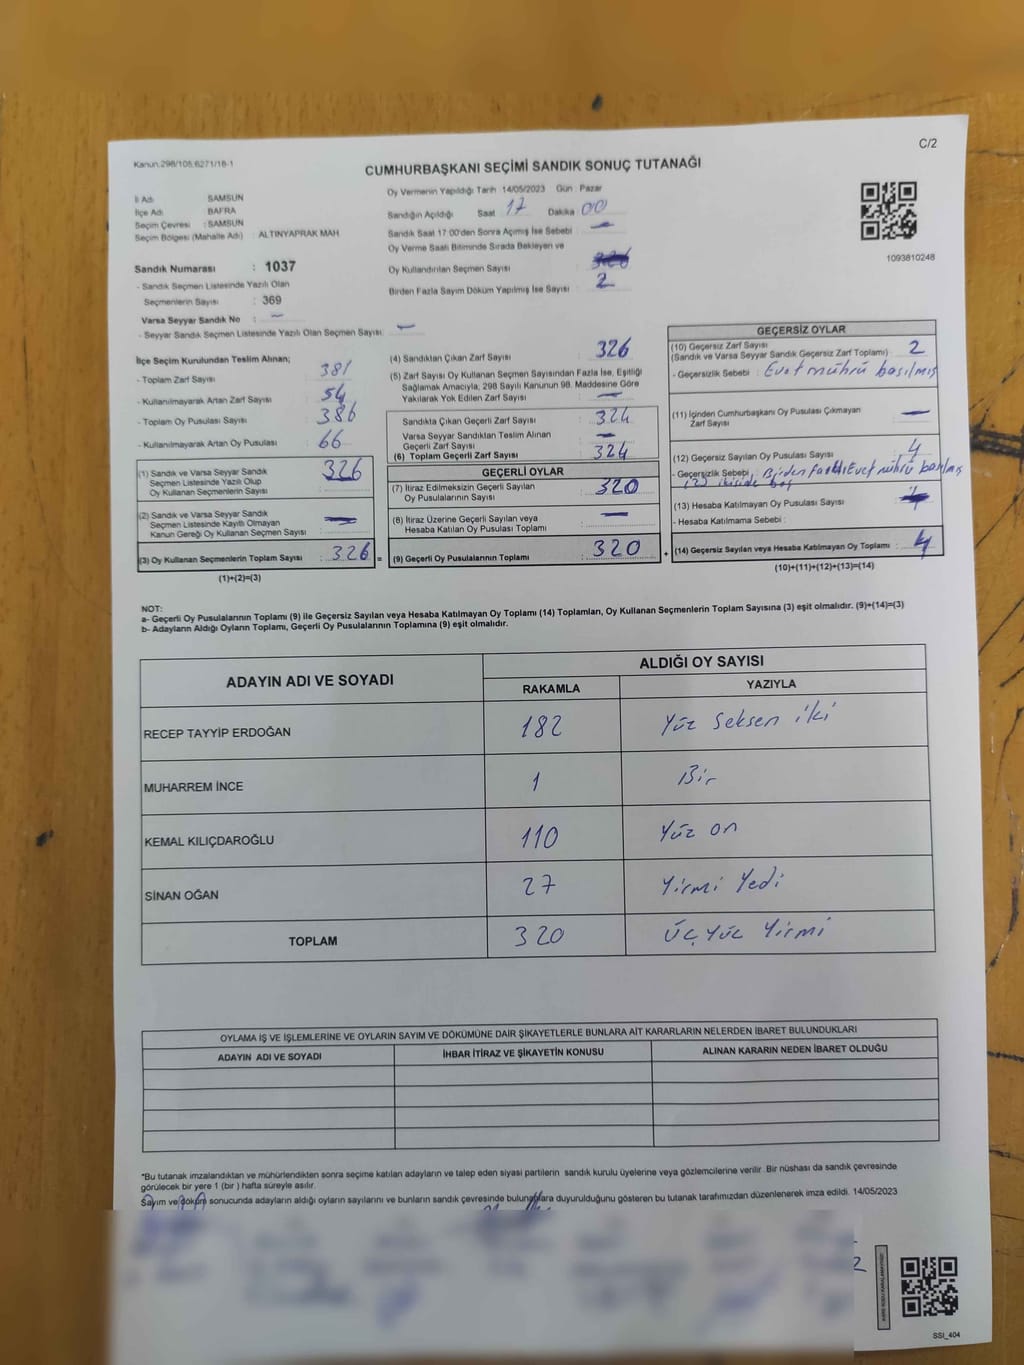 C/2
Kanun.298/105,6271/18-1
CUMHURBAŞKANI SEÇİMİ SANDIK SONUÇ TUTANAĞI
İl Adı SAMSUN
İlçe Adı BAFRA
Seçim Çevresi : SAMSUN
Seçim Bölgesi (Mahalle Adı) : ALTINYAPRAK MAH
Sandık Numarası : 1037
- Sandık Seçmen Listesinde Yazılı Olan
Seçmenlerin Sayısı : 369
Varsa Seyyar Sandık No : —
- Seyyar Sandık Seçmen Listesinde Yazılı Olan Seçmen Sayısı : —
Oy Vermenin Yapıldığı Tarih 14/05/2023 Gün : Pazar
Sandığın Açıldığı Saat 17 Dakika 00
Sandık Saat 17:00'den Sonra Açımış İse Sebebi : —
Oy Verme Saati Bitiminde Sırada Bekleyen ve
Oy Kullandırılan Seçmen Sayısı
Birden Fazla Sayım Döküm Yapılmış İse Sayısı : 2
1093810248
İlçe Seçim Kurulundan Teslim Alınan;
- Toplam Zarf Sayısı : 381
- Kullanılmayarak Artan Zarf Sayısı : 54
- Toplam Oy Pusulası Sayısı : 386
- Kullanılmayarak Artan Oy Pusulası : 66
(1) Sandık ve Varsa Seyyar Sandık
Seçmen Listesinde Yazılı Olup
Oy Kullanan Seçmenlerin Sayısı : 326
(2) Sandık ve Varsa Seyyar Sandık
Seçmen Listesinde Kayıtlı Olmayan
Kanun Gereği Oy Kullanan Seçmen Sayısı : —
(3) Oy Kullanan Seçmenlerin Toplam Sayısı : 326 =
(1)+(2)=(3)
(4) Sandıktan Çıkan Zarf Sayısı : 326
(5) Zarf Sayısı Oy Kullanan Seçmen Sayısından Fazla İse, Eşitliği
Sağlamak Amacıyla, 298 Sayılı Kanunun 98. Maddesine Göre
Yakılarak Yok Edilen Zarf Sayısı : —
Sandıkta Çıkan Geçerli Zarf Sayısı : 324
Varsa Seyyar Sandıktan Teslim Alınan
Geçerli Zarf Sayısı : —
(6) Toplam Geçerli Zarf Sayısı : 324
GEÇERLİ OYLAR
(7) İtiraz Edilmeksizin Geçerli Sayılan
Oy Pusulalarının Sayısı : 320
(8) İtiraz Üzerine Geçerli Sayılan veya
Hesaba Katılan Oy Pusulası Toplamı : —
(9) Geçerli Oy Pusulalarının Toplamı : 320 +
GEÇERSİZ OYLAR
(10) Geçersiz Zarf Sayısı
(Sandık ve Varsa Seyyar Sandık Geçersiz Zarf Toplamı) : 2
- Geçersizlik Sebebi : Evet mührü basılmış
(11) İçinden Cumhurbaşkanı Oy Pusulası Çıkmayan
Zarf Sayısı : —
(12) Geçersiz Sayılan Oy Pusulası Sayısı : 4
- Geçersizlik Sebebi : Birden fazla Evet mührü basılmış
(2) ikiside boş
(13) Hesaba Katılmayan Oy Pusulası Sayısı :
- Hesaba Katılmama Sebebi :
(14) Geçersiz Sayılan veya Hesaba Katılmayan Oy Toplamı : 4
(10)+(11)+(12)+(13)=(14)
NOT:
a- Geçerli Oy Pusulalarının Toplamı (9) ile Geçersiz Sayılan veya Hesaba Katılmayan Oy Toplamı (14) Toplamları, Oy Kullanan Seçmenlerin Toplam Sayısına (3) eşit olmalıdır. (9)+(14)=(3)
b- Adayların Aldığı Oyların Toplamı, Geçerli Oy Pusulalarının Toplamına (9) eşit olmalıdır.
ADAYIN ADI VE SOYADI ALDIĞI OY SAYISI
RAKAMLA YAZIYLA
RECEP TAYYİP ERDOĞAN 182 Yüz Seksen iki
MUHARREM İNCE 1 Bir
KEMAL KILIÇDAROĞLU 110 Yüz on
SİNAN OĞAN 27 Yirmi Yedi
TOPLAM 320 ÜÇ YÜZ Yirmi
OYLAMA İŞ VE İŞLEMLERİNE VE OYLARIN SAYIM VE DÖKÜMÜNE DAİR ŞİKAYETLERLE BUNLARA AİT KARARLARIN NELERDEN İBARET BULUNDUKLARI
ADAYIN ADI VE SOYADI İHBAR İTİRAZ VE ŞİKAYETİN KONUSU ALINAN KARARIN NEDEN İBARET OLDUĞU
*Bu tutanak imzalandıktan ve mühürlendikten sonra seçime katılan adayların ve talep eden siyasi partilerin sandık kurulu üyelerine veya gözlemcilerine verilir. Bir nüshası da sandık çevresinde
görülecek bir yere 1 (bir ) hafta süreyle asılır.
Sayım ve döküm sonucunda adayların aldığı oyların sayılarını ve bunların sandık çevresinde bulunanlara duyurulduğunu gösteren bu tutanak tarafımızdan düzenlenerek imza edildi. 14/05/2023
SSİ_404